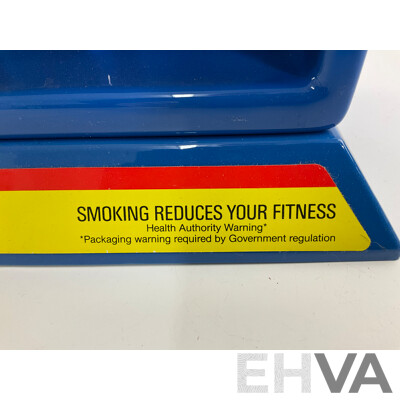 SMOKING REDUCES YOUR FITNESS
Health Authority Warning*
*Packaging warning required by Government regulation
EHVA